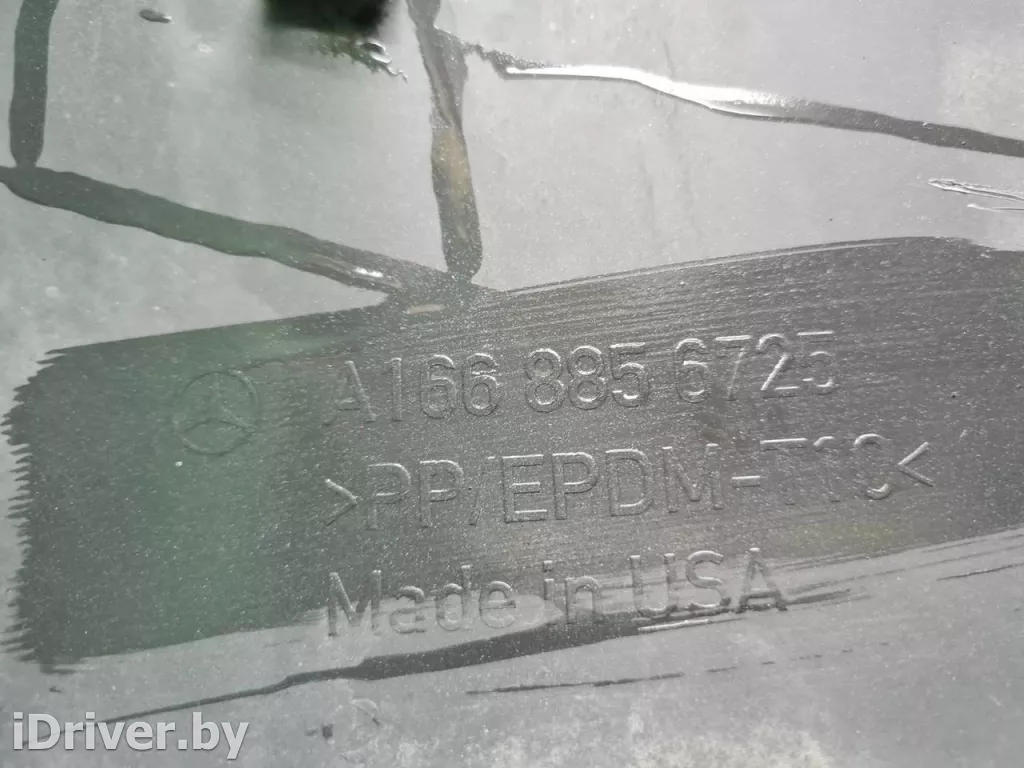 A166 885 6725
>PP/EPDM-T10<
Made in USA
iDriver.by